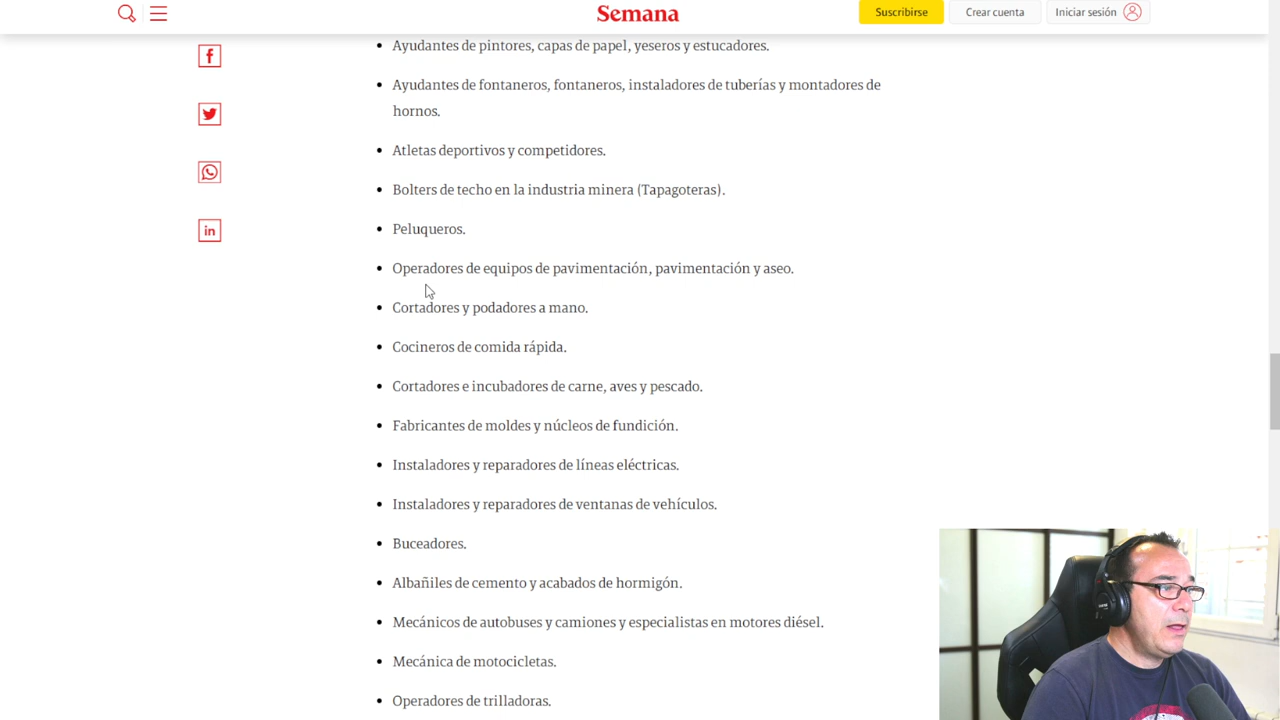 Semana
Suscribirse
Crear cuenta
Iniciar sesión
Ayudantes de pintores, capas de papel, yeseros y estucadores.
Ayudantes de fontaneros, fontaneros, instaladores de tuberías y montadores de
hornos.
Atletas deportivos y competidores.
Bolters de techo en la industria minera (Tapagoteras).
Peluqueros.
Operadores de equipos de pavimentación, pavimentación y aseo.
Cortadores y podadores a mano.
Cocineros de comida rápida.
Cortadores e incubadores de carne, aves y pescado.
Fabricantes de moldes y núcleos de fundición.
Instaladores y reparadores de líneas eléctricas.
Instaladores y reparadores de ventanas de vehículos.
Buceadores.
Albañiles de cemento y acabados de hormigón.
Mecánicos de autobuses y camiones y especialistas en motores diésel.
Mecánica de motocicletas.
Operadores de trilladoras.